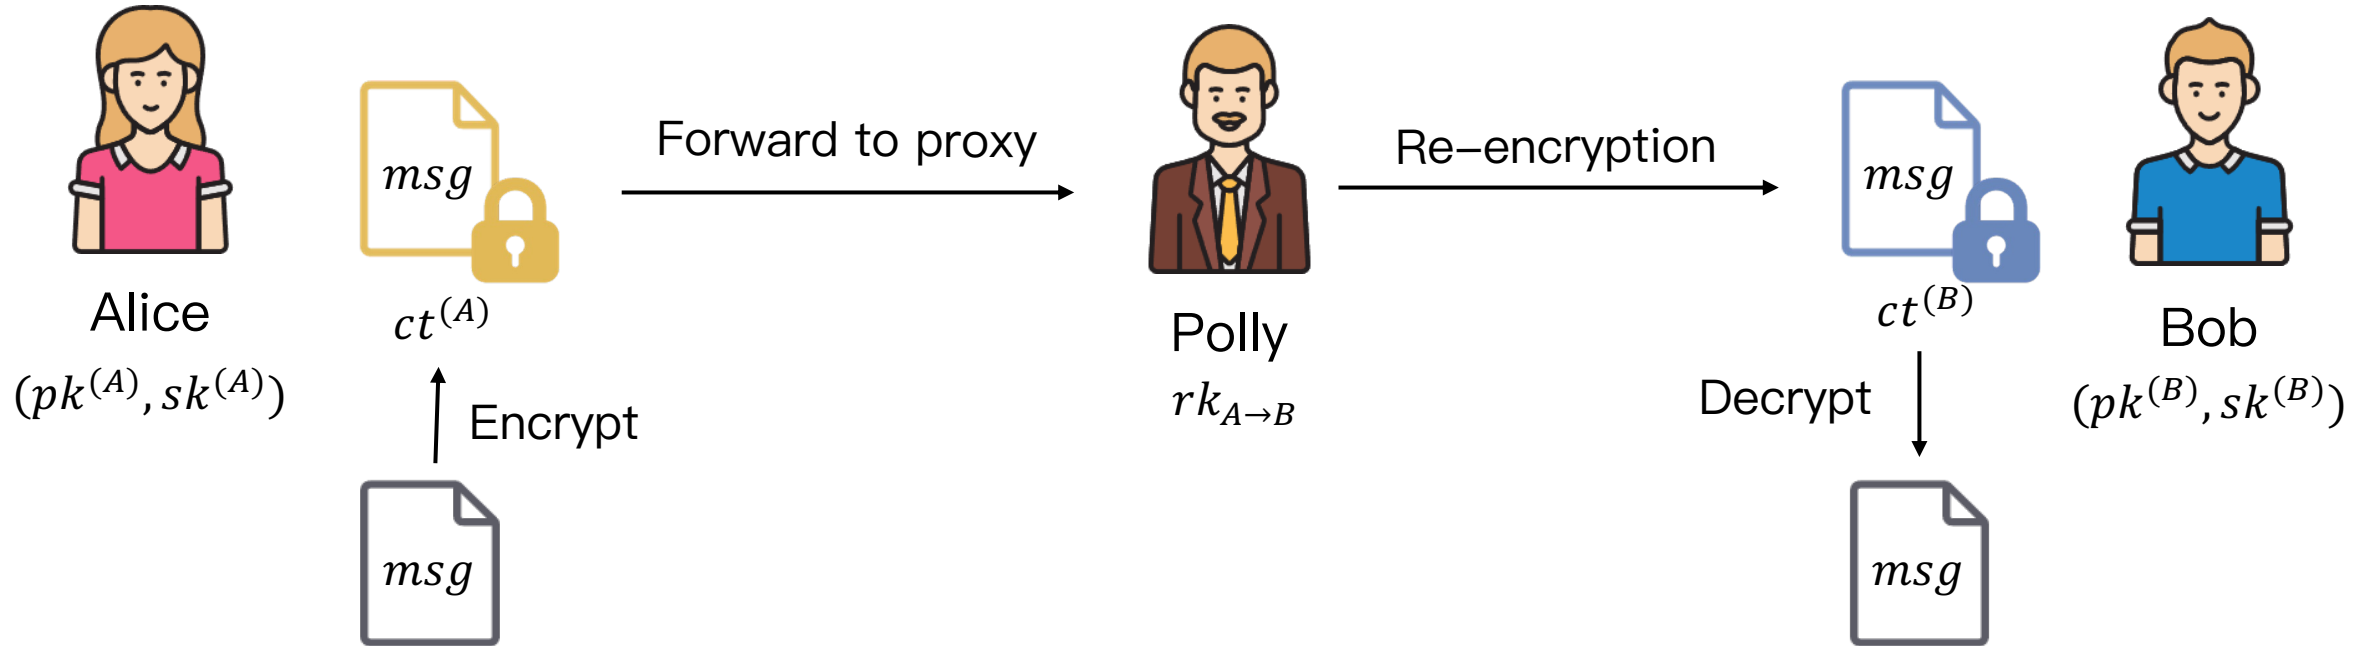 msg
Forward to proxy
Re–encryption
msg
Alice
ct^{(A)}
Polly
ct^{(B)}
Bob
(pk^{(A)}, sk^{(A)})
Encrypt
rk_{A→B}
Decrypt
(pk^{(B)}, sk^{(B)})
msg
msg